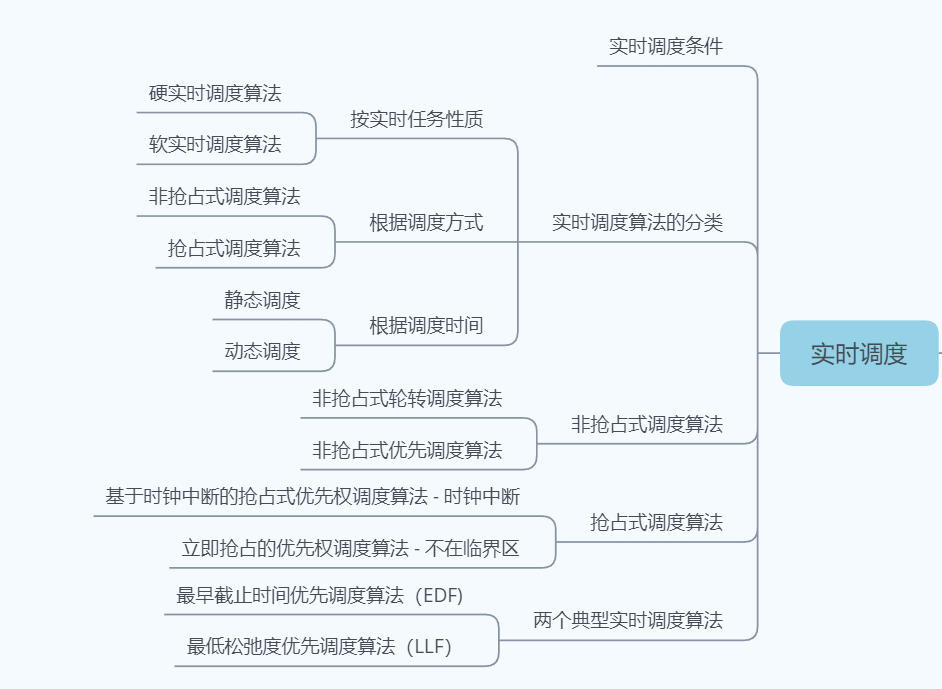 实时调度条件
硬实时调度算法
按实时任务性质
软实时调度算法
非抢占式调度算法
根据调度方式
实时调度算法的分类
抢占式调度算法
静态调度
根据调度时间
动态调度
实时调度
非抢占式轮转调度算法
非抢占式调度算法
非抢占式优先调度算法
基于时钟中断的抢占式优先权调度算法 - 时钟中断
抢占式调度算法
立即抢占的优先权调度算法 - 不在临界区
最早截止时间优先调度算法（EDF)
两个典型实时调度算法
最低松弛度优先调度算法（LLF）